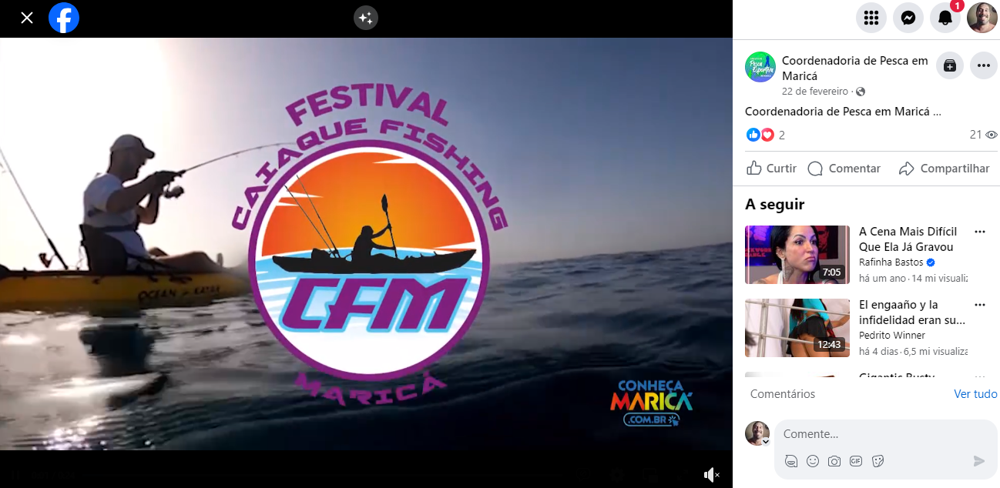 FESTIVAL
CAIAQUE FISHING
CFM
MARICÁ
OCEAN KAYAK
CONHEÇA
MARICÁ
.COM.BR
1
Coordenadoria de Pesca em
Maricá
22 de fevereiro ·
Coordenadoria de Pesca em Maricá ...
2
21
Curtir
Comentar
Compartilhar
A seguir
A Cena Mais Difícil
Que Ela Já Gravou
Rafinha Bastos
há um ano · 14 mi visualiz
7:05
El engaaño y la
infidelidad eran su...
Pedrito Winner
há 4 dias · 6,5 mi visualiza
12:43
Gigantic Busty
Comentários
Ver tudo
Comente...
GIF